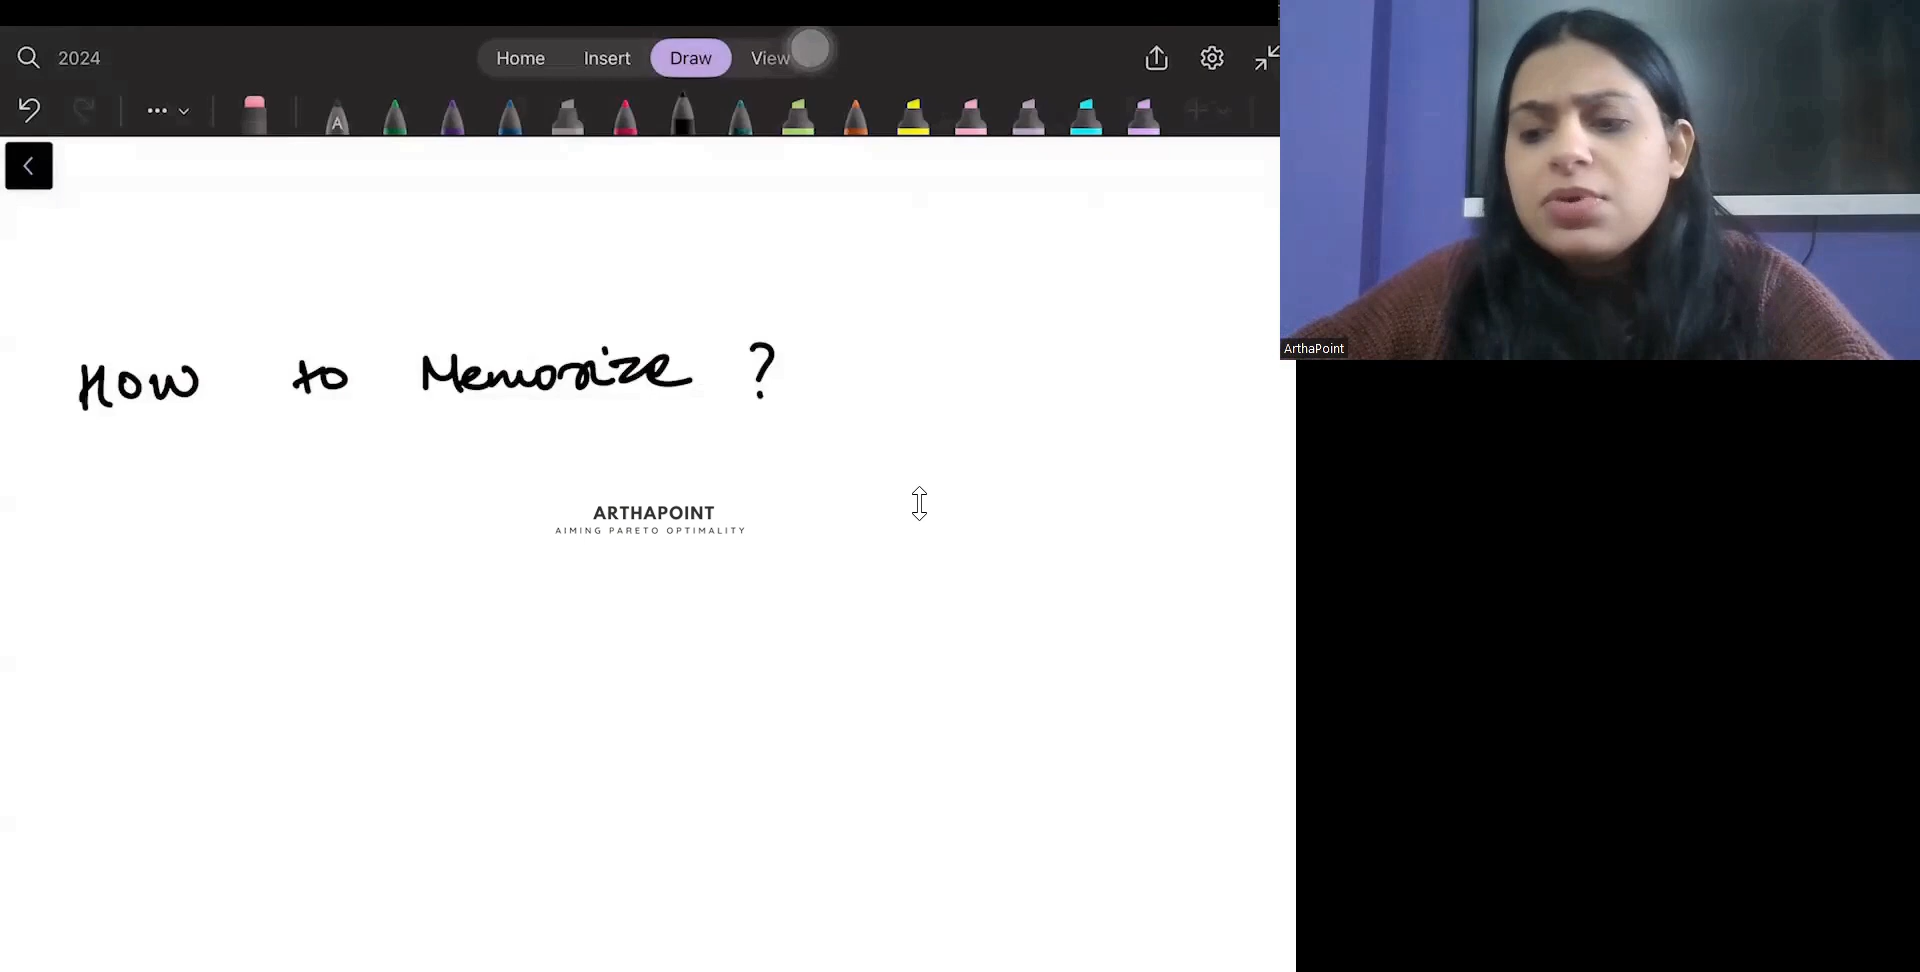 2024
Home Insert Draw View
A
ArthaPoint
How to Memorize ?
ARTHAPOINT
AIMING PARETO OPTIMALITY